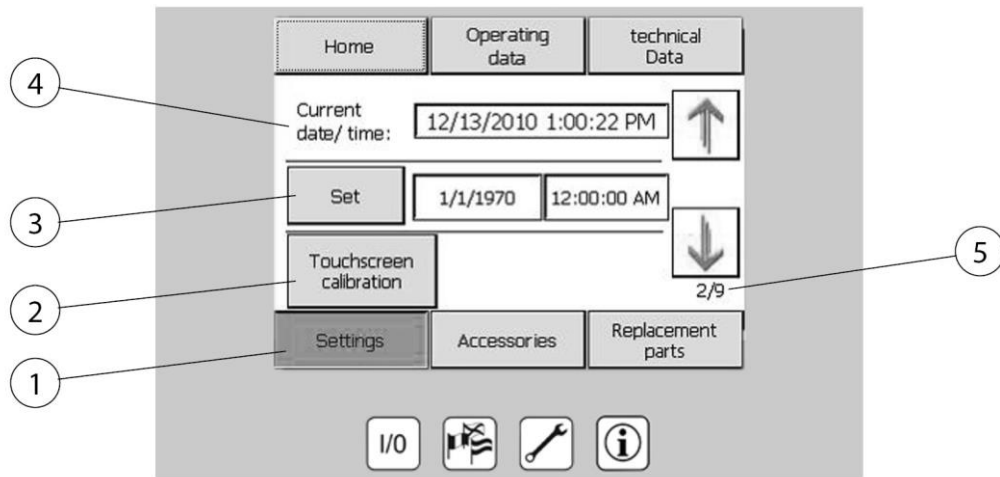 Home
Operating
data
technical
Data
4
Current
date/ time:
12/13/2010 1:00:22 PM
3
Set
1/1/1970
12:00:00 AM
Touchscreen
calibration
2
2/9
5
Settings
Accessories
Replacement
parts
1
I/0
i